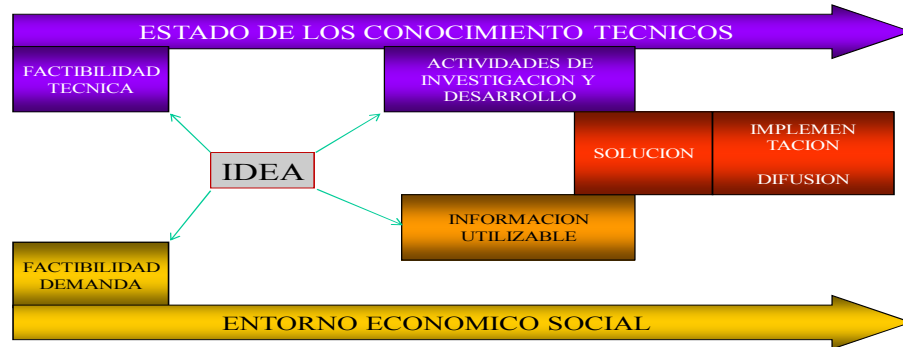 ESTADO DE LOS CONOCIMIENTO TECNICOS
FACTIBILIDAD
TECNICA
ACTIVIDADES DE
INVESTIGACION Y
DESARROLLO
IDEA
SOLUCION
IMPLEMEN
TACION
DIFUSION
INFORMACION
UTILIZABLE
FACTIBILIDAD
DEMANDA
ENTORNO ECONOMICO SOCIAL